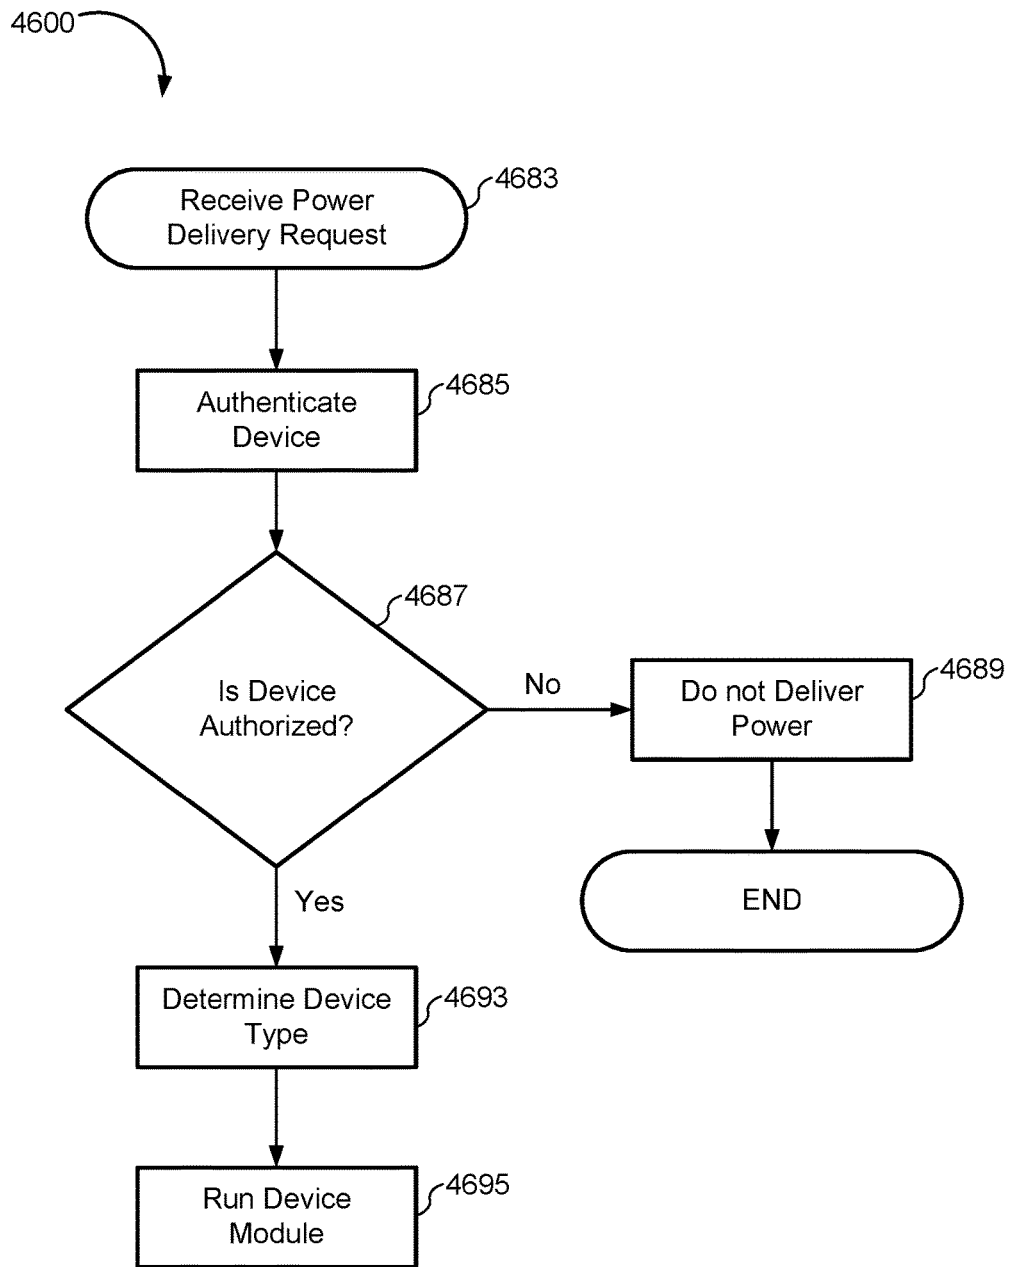 4600
Receive Power
Delivery Request
4683
Authenticate
Device
4685
Is Device
Authorized?
4687
No
Do not Deliver
Power
4689
END
Yes
Determine Device
Type
4693
Run Device
Module
4695